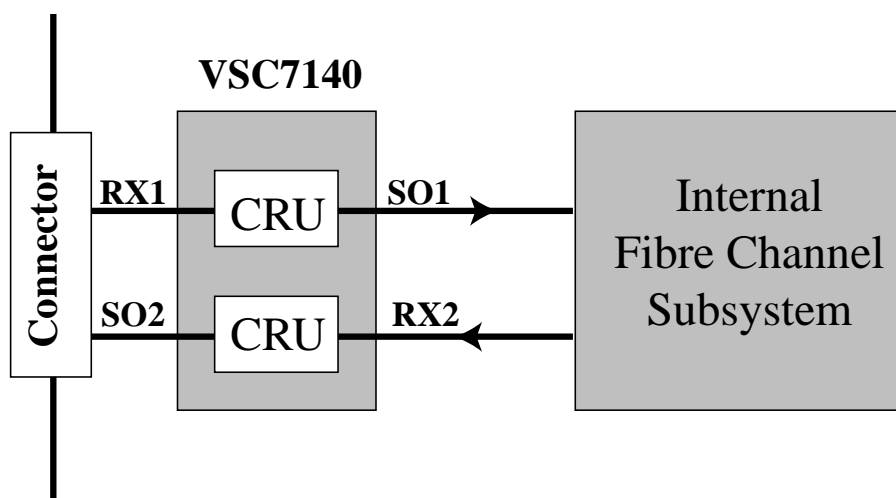 VSC7140
Connector
RX1
CRU
SO1
SO2
CRU
RX2
Internal
Fibre Channel
Subsystem